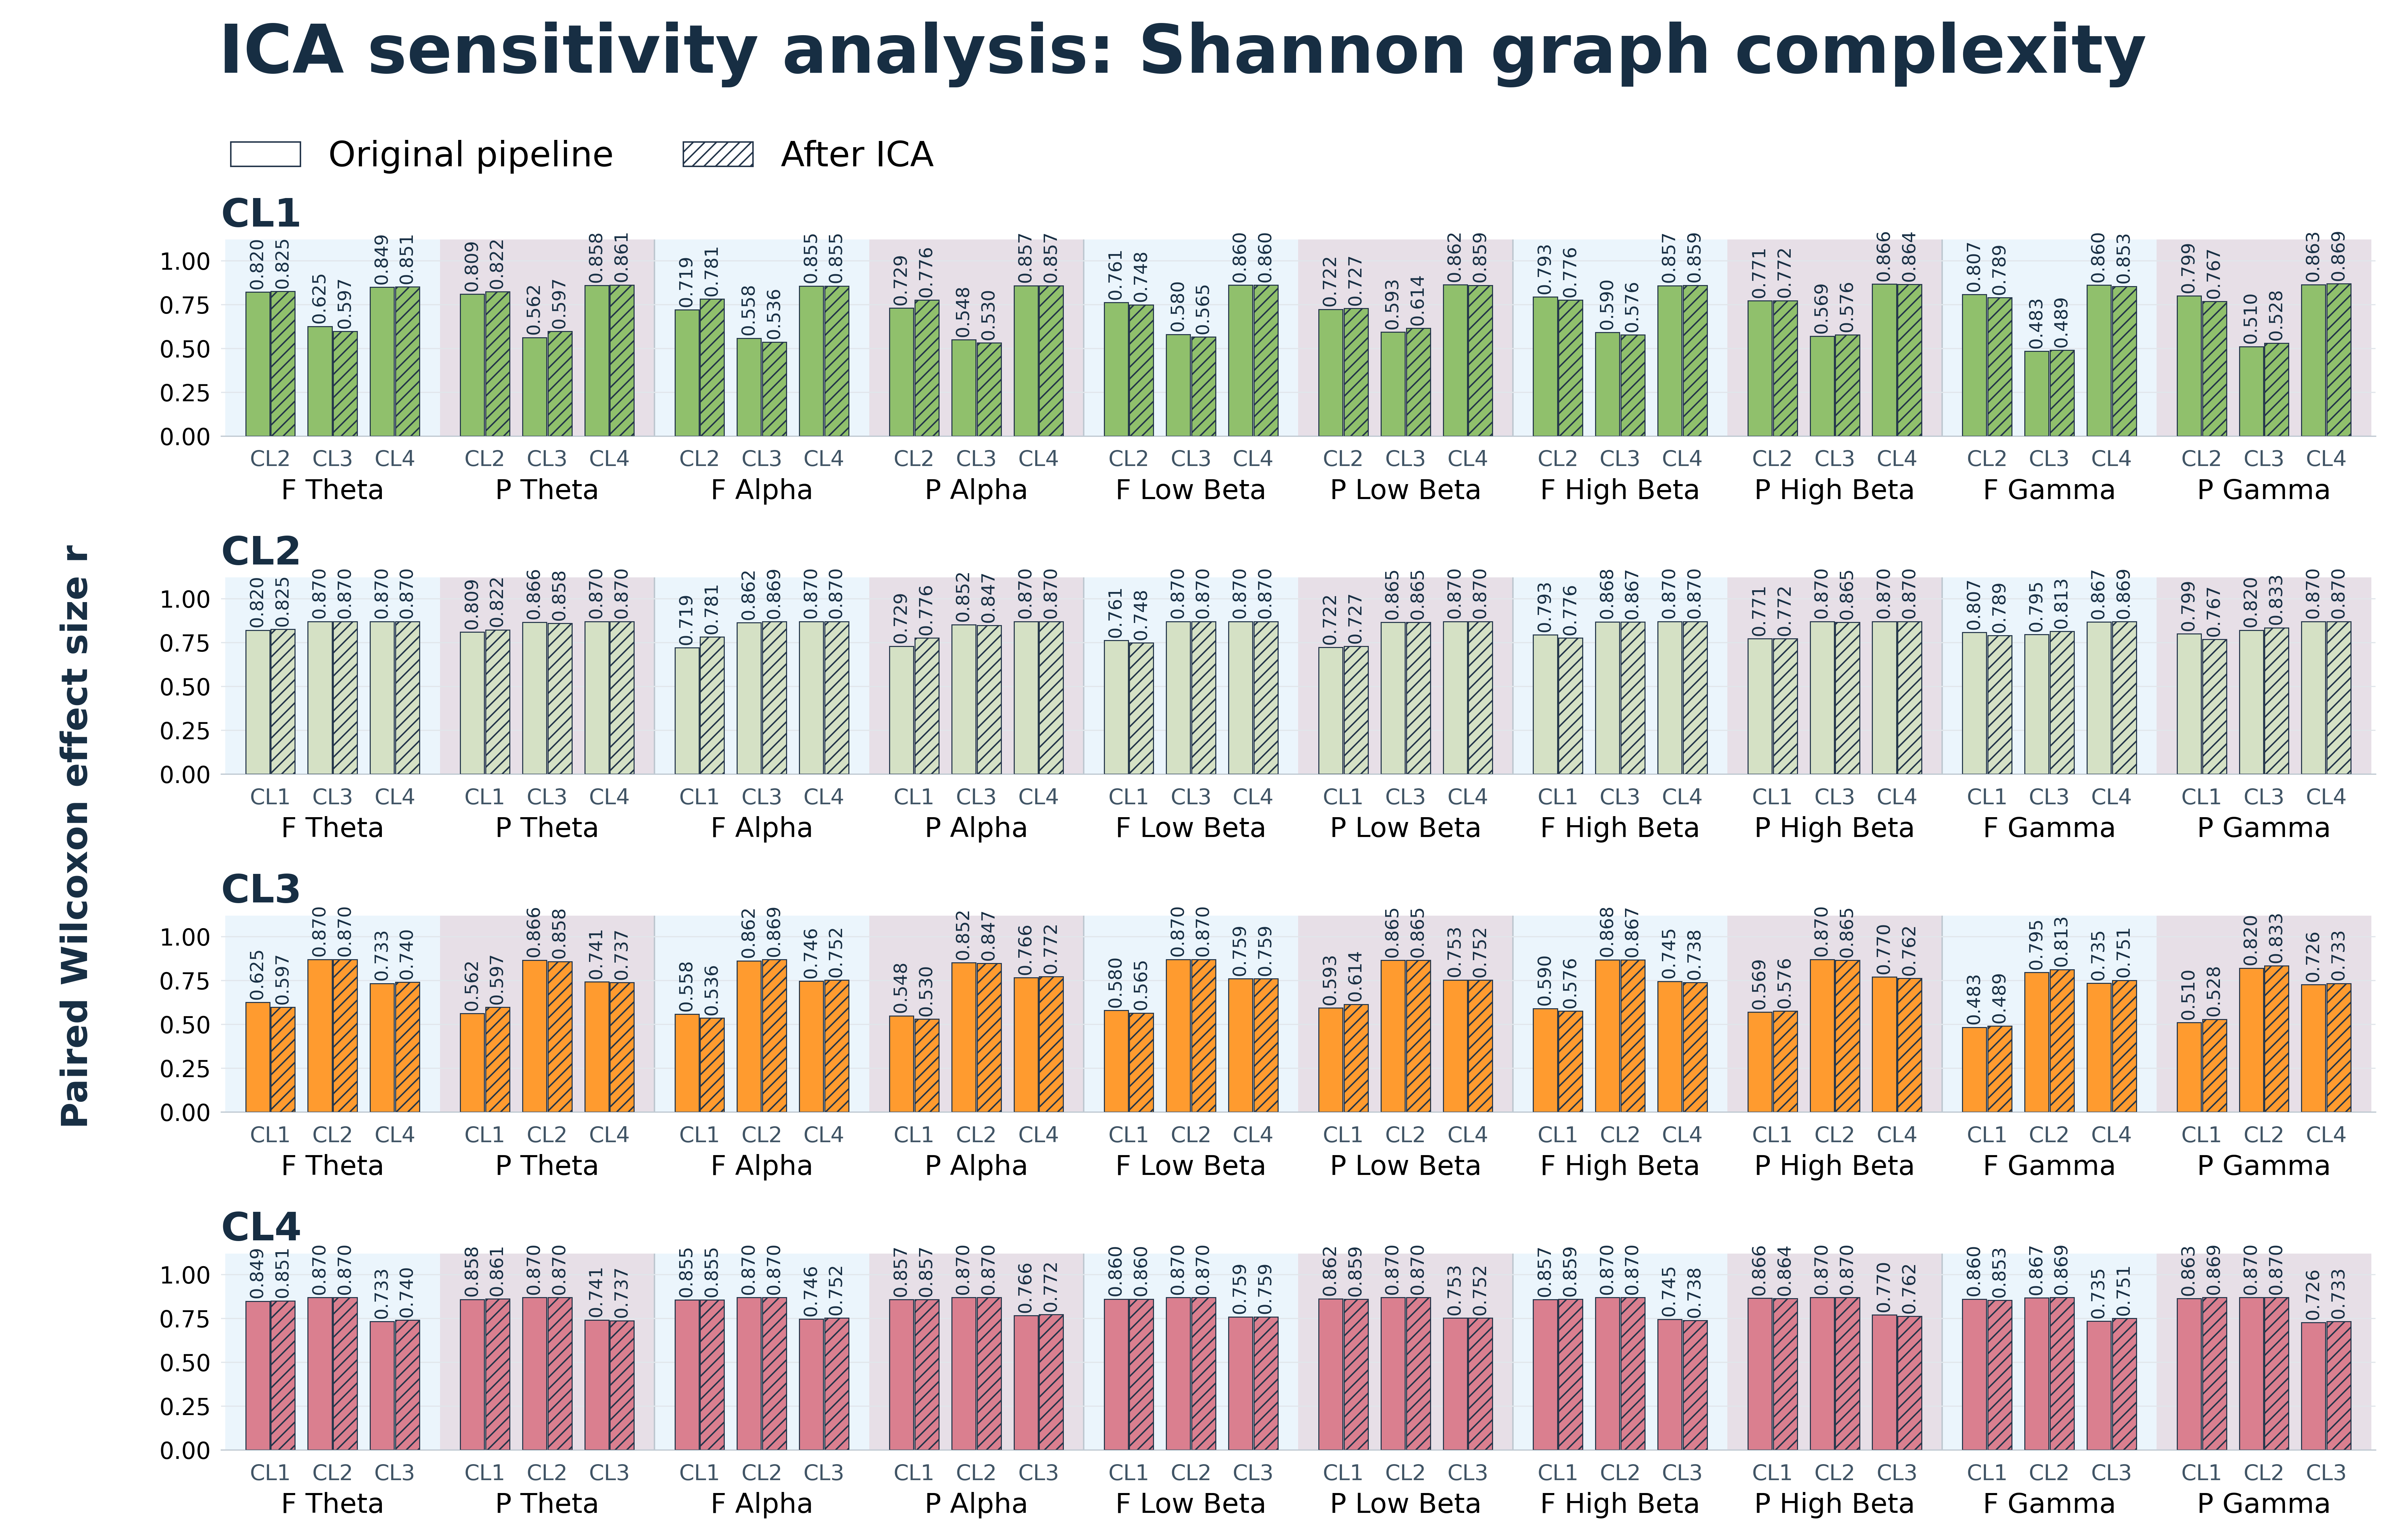 ICA sensitivity analysis: Shannon graph complexity
Original pipeline After ICA
Paired Wilcoxon effect size r
CL1
0.820 0.825 0.625 0.597 0.849 0.851 0.809 0.822 0.562 0.597 0.858 0.861 0.719 0.781 0.558 0.536 0.855 0.855 0.729 0.776 0.548 0.530 0.857 0.857 0.761 0.748 0.580 0.565 0.860 0.860 0.722 0.727 0.593 0.614 0.862 0.859 0.793 0.776 0.590 0.576 0.857 0.859 0.771 0.772 0.569 0.576 0.866 0.864 0.807 0.789 0.483 0.489 0.860 0.853 0.799 0.767 0.510 0.528 0.863 0.869
1.00
0.75
0.50
0.25
0.00
CL2 CL3 CL4 CL2 CL3 CL4 CL2 CL3 CL4 CL2 CL3 CL4 CL2 CL3 CL4 CL2 CL3 CL4 CL2 CL3 CL4 CL2 CL3 CL4 CL2 CL3 CL4 CL2 CL3 CL4
F Theta P Theta F Alpha P Alpha F Low Beta P Low Beta F High Beta P High Beta F Gamma P Gamma
CL2
0.820 0.825 0.870 0.870 0.870 0.870 0.809 0.822 0.866 0.858 0.870 0.870 0.719 0.781 0.862 0.869 0.870 0.870 0.729 0.776 0.852 0.847 0.870 0.870 0.761 0.748 0.870 0.870 0.870 0.870 0.722 0.727 0.865 0.865 0.870 0.870 0.793 0.776 0.868 0.867 0.870 0.870 0.771 0.772 0.870 0.865 0.870 0.870 0.807 0.789 0.795 0.813 0.867 0.869 0.799 0.767 0.820 0.833 0.870 0.870
1.00
0.75
0.50
0.25
0.00
CL1 CL3 CL4 CL1 CL3 CL4 CL1 CL3 CL4 CL1 CL3 CL4 CL1 CL3 CL4 CL1 CL3 CL4 CL1 CL3 CL4 CL1 CL3 CL4 CL1 CL3 CL4 CL1 CL3 CL4
F Theta P Theta F Alpha P Alpha F Low Beta P Low Beta F High Beta P High Beta F Gamma P Gamma
CL3
0.625 0.597 0.870 0.870 0.733 0.740 0.562 0.597 0.866 0.858 0.741 0.737 0.558 0.536 0.862 0.869 0.746 0.752 0.548 0.530 0.852 0.847 0.766 0.772 0.580 0.565 0.870 0.870 0.759 0.759 0.593 0.614 0.865 0.865 0.753 0.752 0.590 0.576 0.868 0.867 0.745 0.738 0.569 0.576 0.870 0.865 0.770 0.762 0.483 0.489 0.795 0.813 0.735 0.751 0.510 0.528 0.820 0.833 0.726 0.733
1.00
0.75
0.50
0.25
0.00
CL1 CL2 CL4 CL1 CL2 CL4 CL1 CL2 CL4 CL1 CL2 CL4 CL1 CL2 CL4 CL1 CL2 CL4 CL1 CL2 CL4 CL1 CL2 CL4 CL1 CL2 CL4 CL1 CL2 CL4
F Theta P Theta F Alpha P Alpha F Low Beta P Low Beta F High Beta P High Beta F Gamma P Gamma
CL4
0.849 0.851 0.870 0.870 0.733 0.740 0.858 0.861 0.870 0.870 0.741 0.737 0.855 0.855 0.870 0.870 0.746 0.752 0.857 0.857 0.870 0.870 0.766 0.772 0.860 0.860 0.870 0.870 0.759 0.759 0.862 0.859 0.870 0.870 0.753 0.752 0.857 0.859 0.870 0.870 0.745 0.738 0.866 0.864 0.870 0.870 0.770 0.762 0.860 0.853 0.867 0.869 0.735 0.751 0.863 0.869 0.870 0.870 0.726 0.733
1.00
0.75
0.50
0.25
0.00
CL1 CL2 CL3 CL1 CL2 CL3 CL1 CL2 CL3 CL1 CL2 CL3 CL1 CL2 CL3 CL1 CL2 CL3 CL1 CL2 CL3 CL1 CL2 CL3 CL1 CL2 CL3 CL1 CL2 CL3
F Theta P Theta F Alpha P Alpha F Low Beta P Low Beta F High Beta P High Beta F Gamma P Gamma